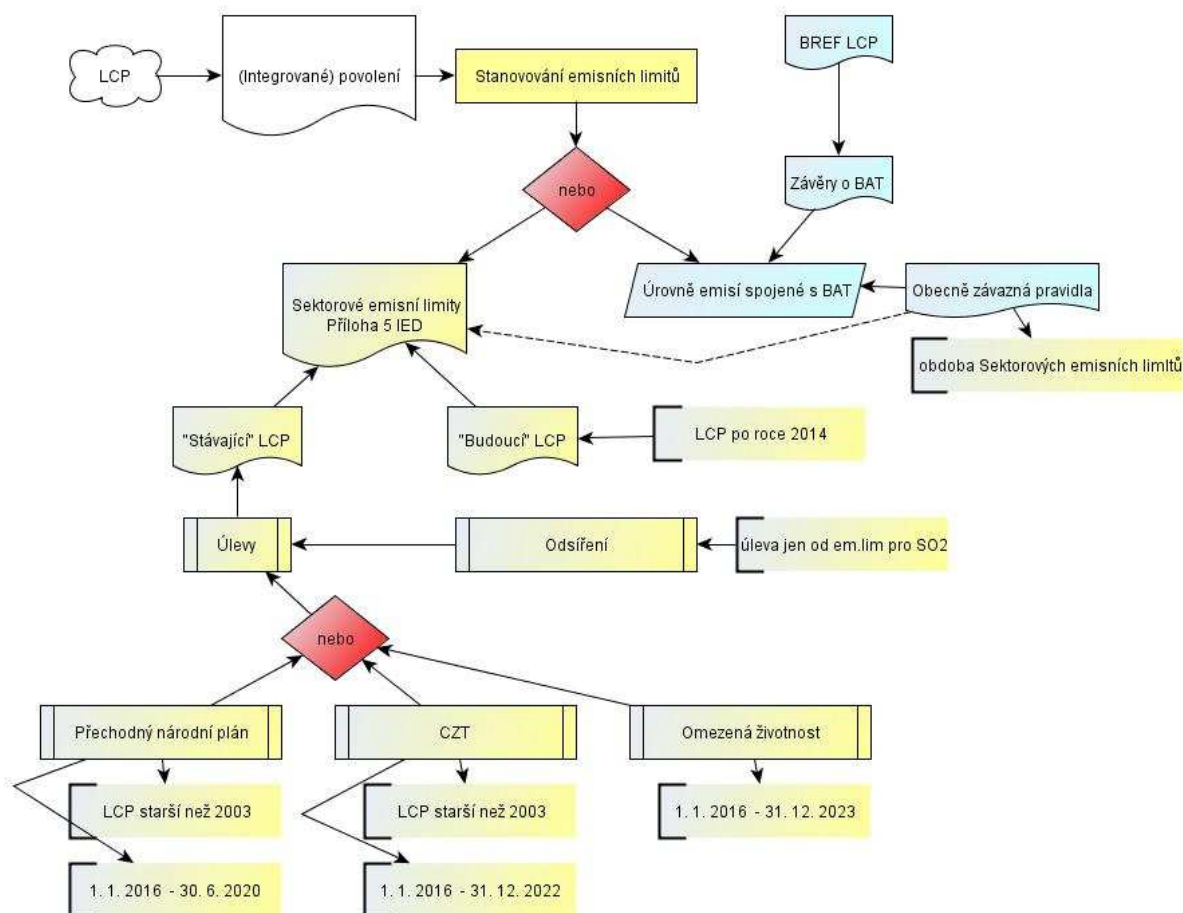 LCP
(Integrované) povolení
Stanovování emisních limitů
BREF LCP
nebo
Závěry o BAT
Sektorové emisní limity
Příloha 5 IED
Úrovně emisí spojené s BAT
Obecně závazná pravidla
obdoba Sektorových emisních limitů
"Stávající" LCP
"Budoucí" LCP
LCP po roce 2014
Úlevy
Odsíření
úleva jen od em.lim pro SO2
nebo
Přechodný národní plán
CZT
Omezená životnost
LCP starší než 2003
LCP starší než 2003
1. 1. 2016 - 31. 12. 2023
1. 1. 2016 - 30. 6. 2020
1. 1. 2016 - 31. 12. 2022